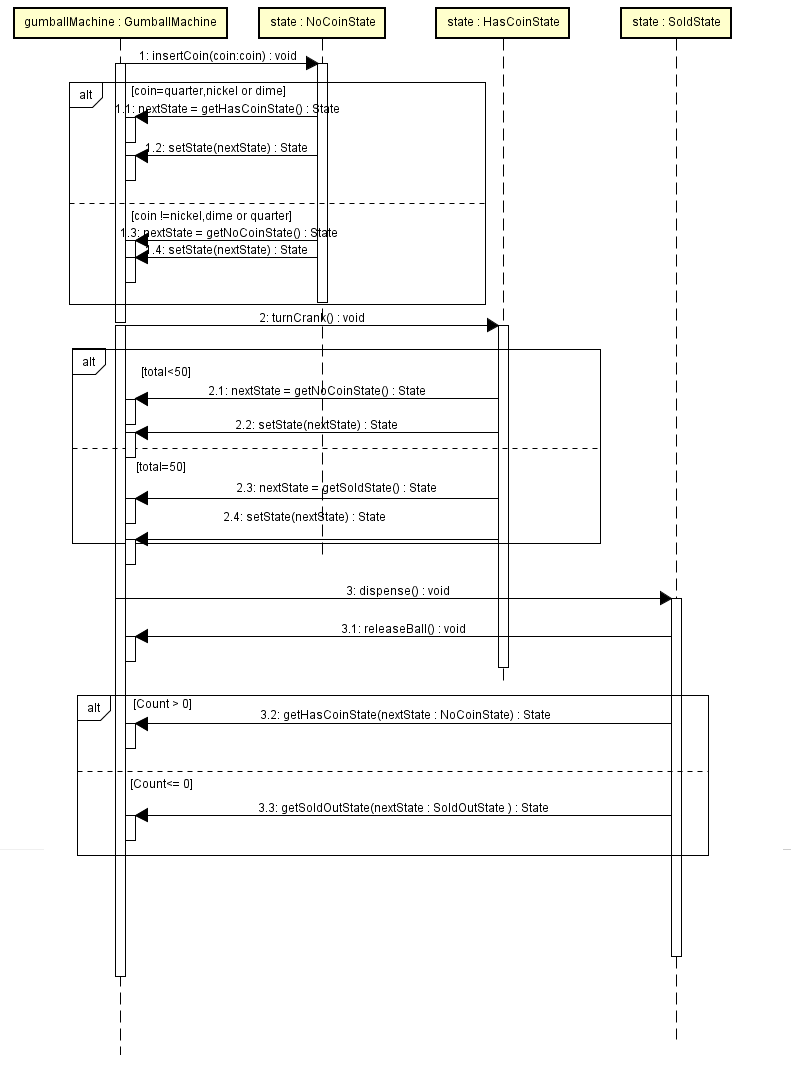 gumballMachine : GumballMachine
state : NoCoinState
state : HasCoinState
state : SoldState
1: insertCoin(coin:coin) : void
alt
[coin=quarter,nickel or dime]
1.1: nextState = getHasCoinState() : State
1.2: setState(nextState) : State
[coin !=nickel,dime or quarter]
1.3: nextState = getNoCoinState() : State
1.4: setState(nextState) : State
2: turnCrank() : void
alt
[total<50]
2.1: nextState = getNoCoinState() : State
2.2: setState(nextState) : State
[total=50]
2.3: nextState = getSoldState() : State
2.4: setState(nextState) : State
3: dispense() : void
3.1: releaseBall() : void
alt
[Count > 0]
3.2: getHasCoinState(nextState : NoCoinState) : State
[Count<= 0]
3.3: getSoldOutState(nextState : SoldOutState ) : State